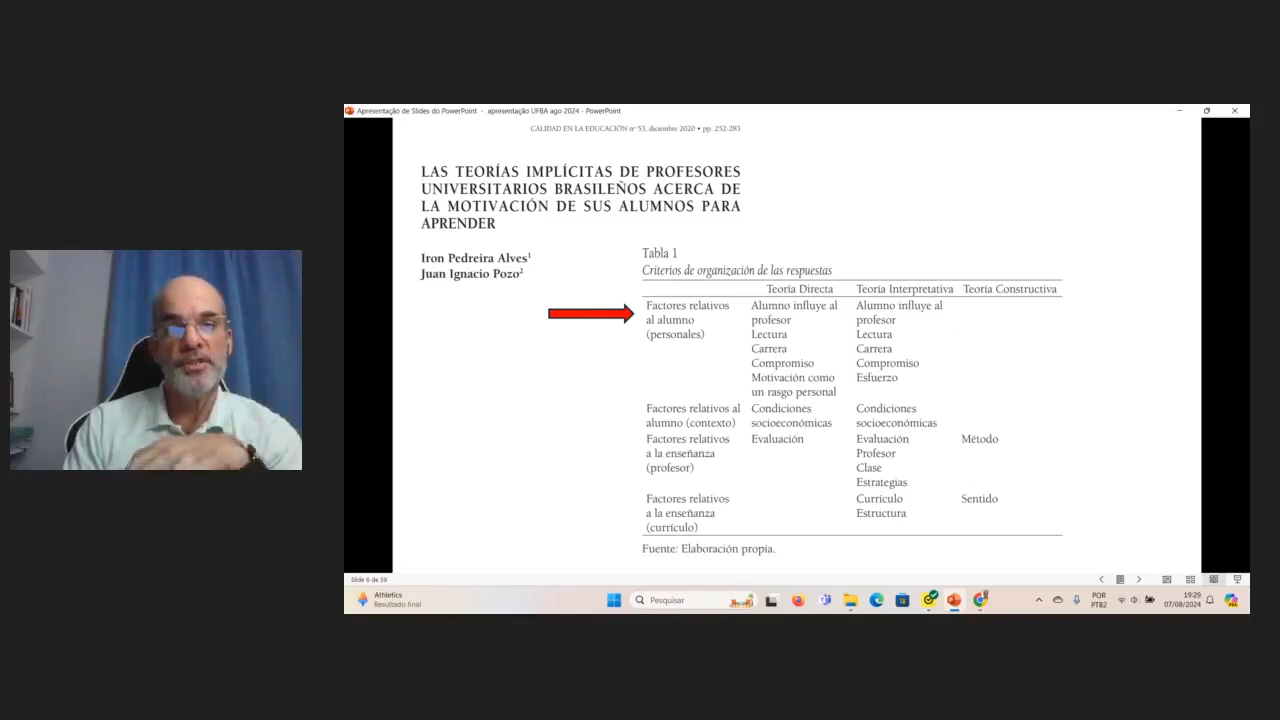 Apresentação de Slides do PowerPoint - apresentação UFBA ago 2024 - PowerPoint
CALIDAD EN LA EDUCACIÓN nº 53, diciembre 2020 • pp. 252-283
LAS TEORÍAS IMPLÍCITAS DE PROFESORES
UNIVERSITARIOS BRASILEÑOS ACERCA DE
LA MOTIVACIÓN DE SUS ALUMNOS PARA
APRENDER
Iron Pedreira Alves¹
Juan Ignacio Pozo²
Tabla 1
Criterios de organización de las respuestas
Teoría Directa Teoría Interpretativa Teoría Constructiva
Factores relativos Alumno influye al Alumno influye al
al alumno profesor profesor
(personales) Lectura Lectura
Carrera Carrera
Compromiso Compromiso
Motivación como Esfuerzo
un rasgo personal
Factores relativos al Condiciones Condiciones
alumno (contexto) socioeconómicas socioeconómicas
Factores relativos Evaluación Evaluación Método
a la enseñanza Profesor
(profesor) Clase
Estrategias
Factores relativos Currículo Sentido
a la enseñanza Estructura
(currículo)
Fuente: Elaboración propia.
Slide 6 de 39
Athletics
Resultado final
Pesquisar
POR
PTB2
19:29
07/08/2024